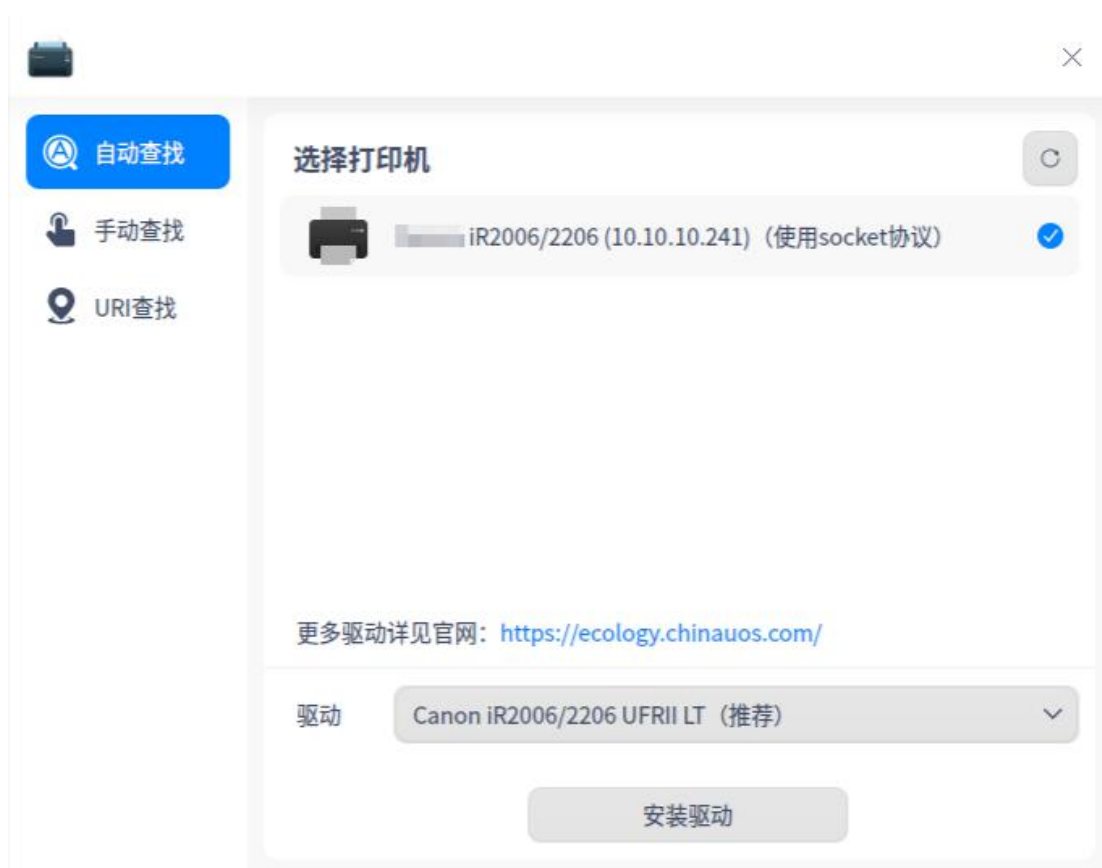 自动查找
手动查找
URI查找
选择打印机
iR2006/2206 (10.10.10.241)（使用socket协议）
更多驱动详见官网：https://ecology.chinauos.com/
驱动
Canon iR2006/2206 UFRII LT（推荐）
安装驱动